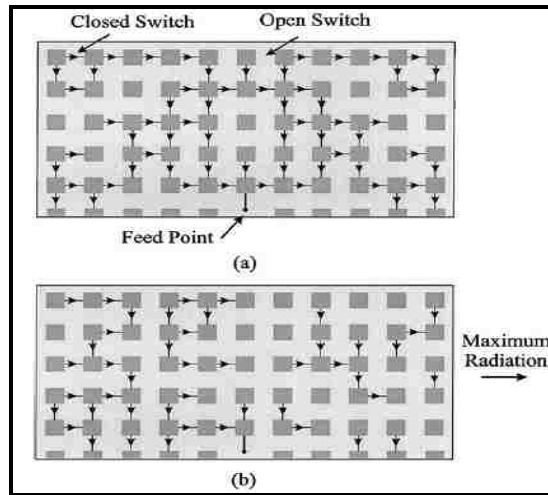 Closed Switch
Open Switch
Feed Point
(a)
Maximum
Radiation
(b)